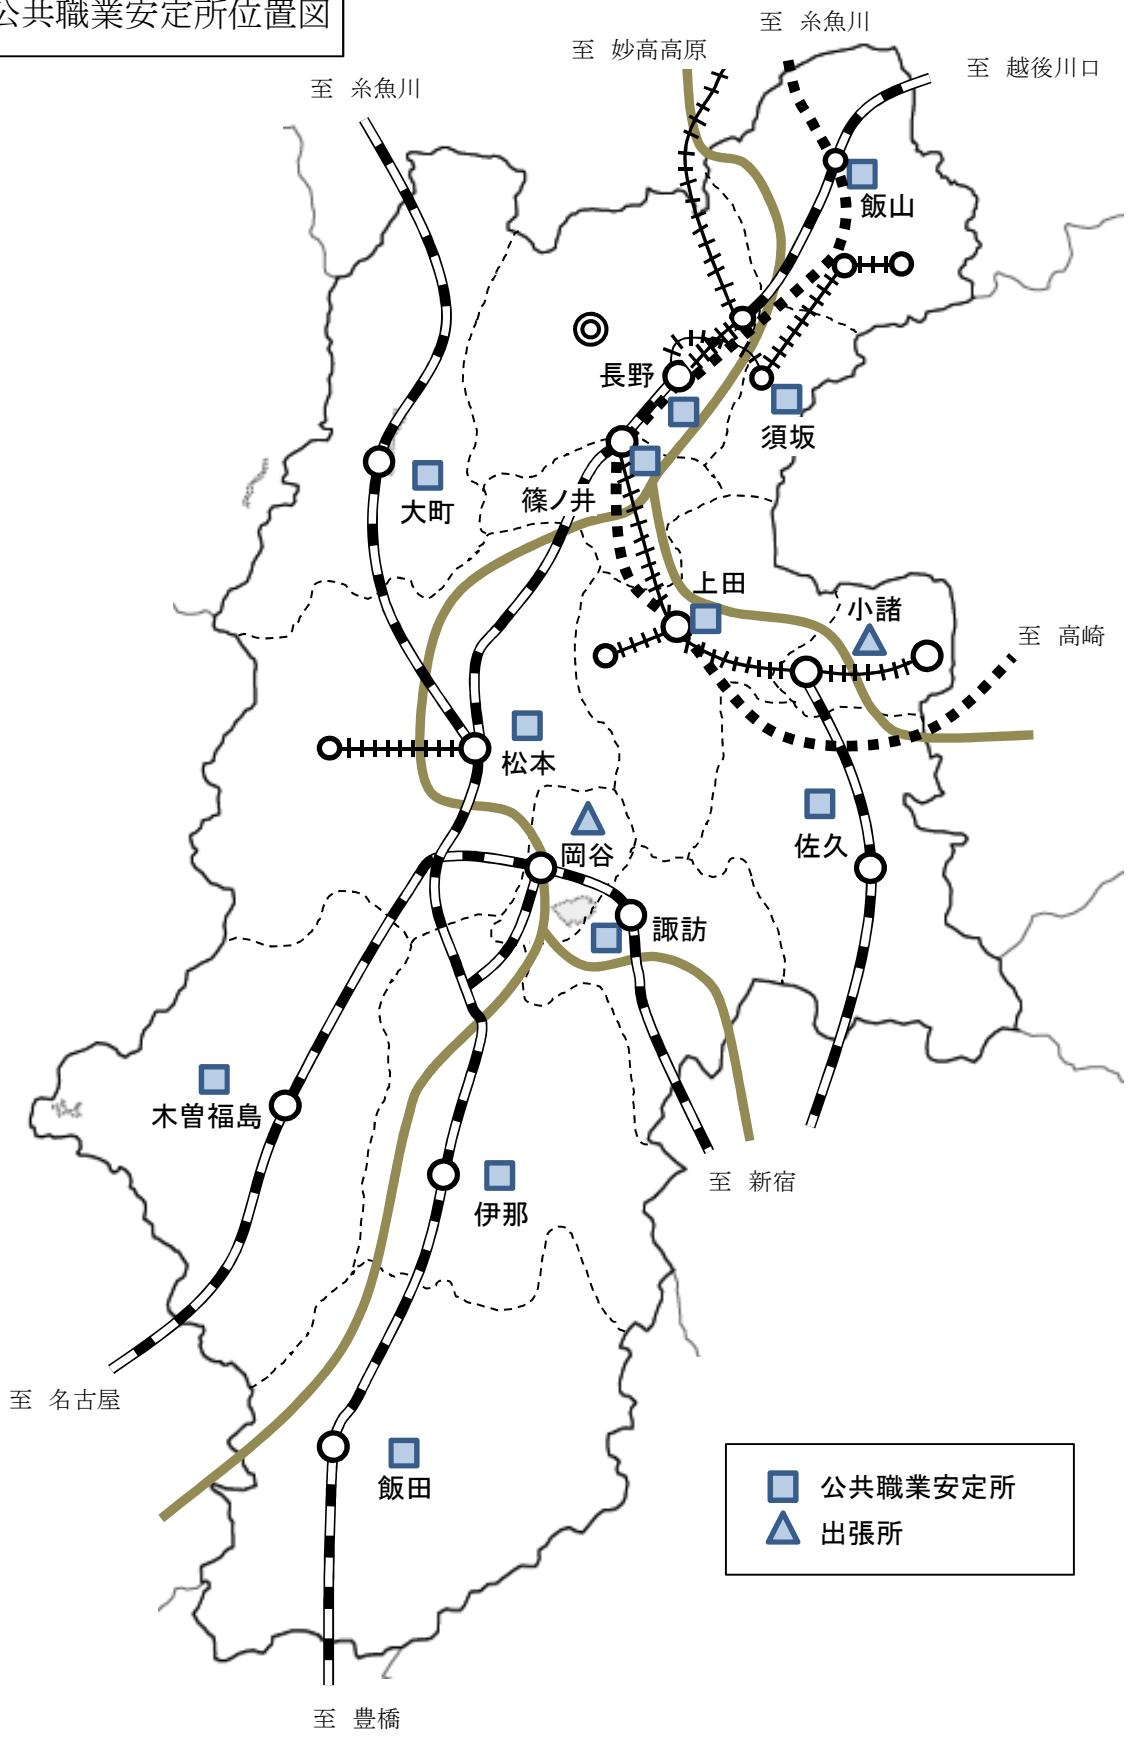 公共職業安定所位置図
至 糸魚川
至 妙高高原
至 越後川口
至 糸魚川
飯山
長野
須坂
大町
篠ノ井
上田
小諸
至 高崎
松本
佐久
岡谷
諏訪
木曽福島
至 新宿
伊那
至 名古屋
飯田
公共職業安定所
出張所
至 豊橋